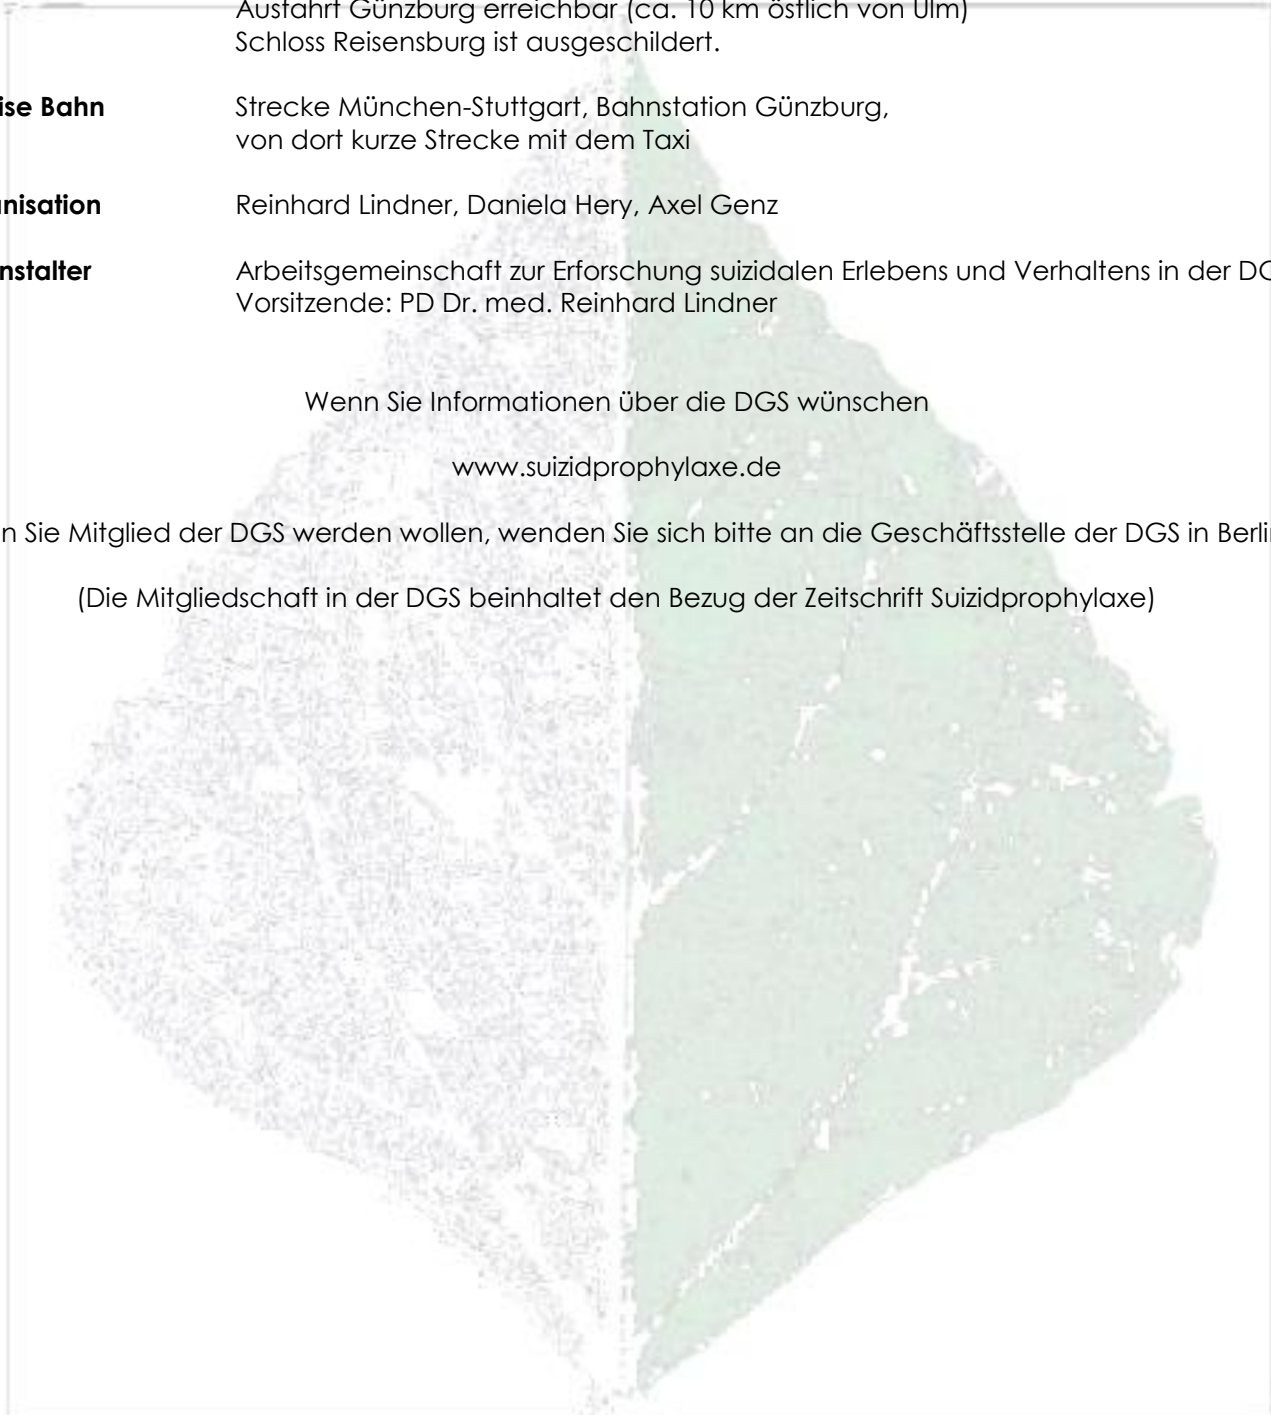 Ausfahrt Günzburg erreichbar (ca. 10 km östlich von Ulm)
Schloss Reisensburg ist ausgeschildert.
ise Bahn Strecke München-Stuttgart, Bahnstation Günzburg,
von dort kurze Strecke mit dem Taxi
nisation Reinhard Lindner, Daniela Hery, Axel Genz
nstalter Arbeitsgemeinschaft zur Erforschung suizidalen Erlebens und Verhaltens in der DG
Vorsitzende: PD Dr. med. Reinhard Lindner
Wenn Sie Informationen über die DGS wünschen
www.suizidprophylaxe.de
n Sie Mitglied der DGS werden wollen, wenden Sie sich bitte an die Geschäftsstelle der DGS in Berli
(Die Mitgliedschaft in der DGS beinhaltet den Bezug der Zeitschrift Suizidprophylaxe)